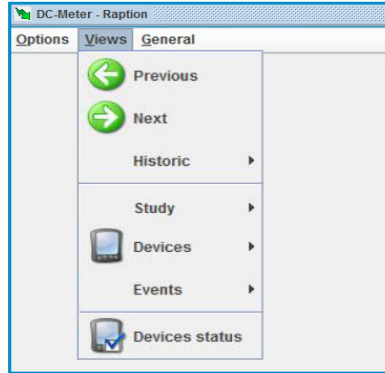 DC-Meter - Raption
Options Views General
Previous
Next
Historic
Study
Devices
Events
Devices status